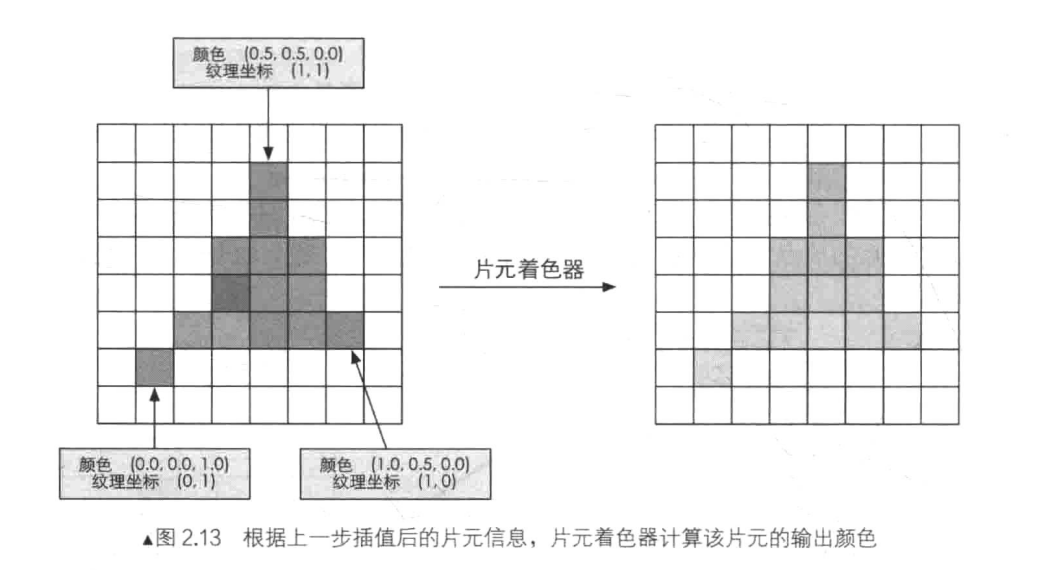 颜色 (0.5, 0.5, 0.0)
纹理坐标 (1, 1)
片元着色器
颜色 (0.0, 0.0, 1.0)
纹理坐标 (0, 1)
颜色 (1.0, 0.5, 0.0)
纹理坐标 (1, 0)
▲图 2.13 根据上一步插值后的片元信息，片元着色器计算该片元的输出颜色